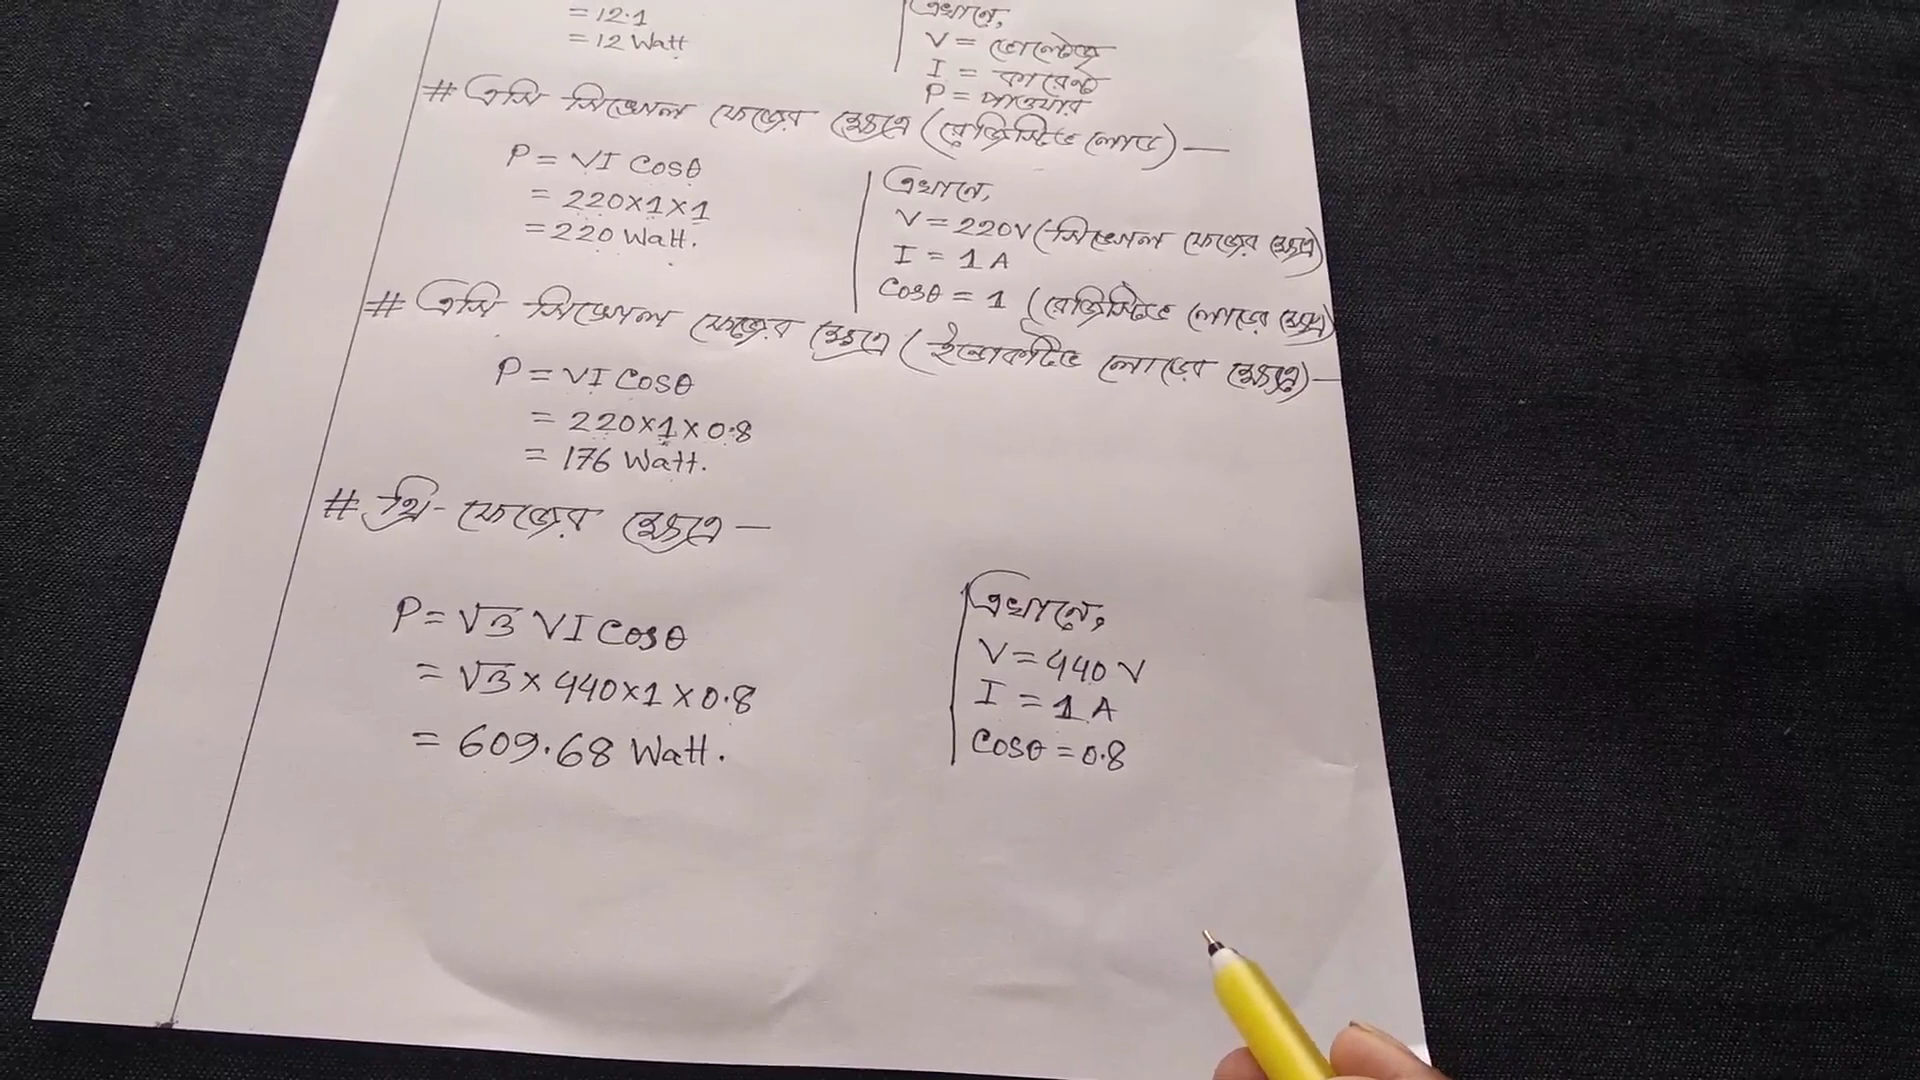 = 12.1
= 12 Watt
এখানে,
V = ভোল্টেজ
I = কারেন্ট
P = পাওয়ার
# এসি সিঙ্গেল ফেজের ক্ষেত্রে (রেজিস্টিভ লোড) —
P = VI Cosθ
= 220×1×1
= 220 Watt.
এখানে,
V = 220V (সিঙ্গেল ফেজের ক্ষেত্রে)
I = 1 A
Cosθ = 1 (রেজিস্টিভ লোডের ক্ষেত্রে)
# এসি সিঙ্গেল ফেজের ক্ষেত্রে (ইন্ডাকটিভ লোডের ক্ষেত্রে) —
P = VI Cosθ
= 220×1×0.8
= 176 Watt.
# থ্রি-ফেজের ক্ষেত্রে —
P = √3 VI Cosθ
= √3 × 440×1×0.8
= 609.68 Watt.
এখানে,
V = 440 V
I = 1 A
Cosθ = 0.8